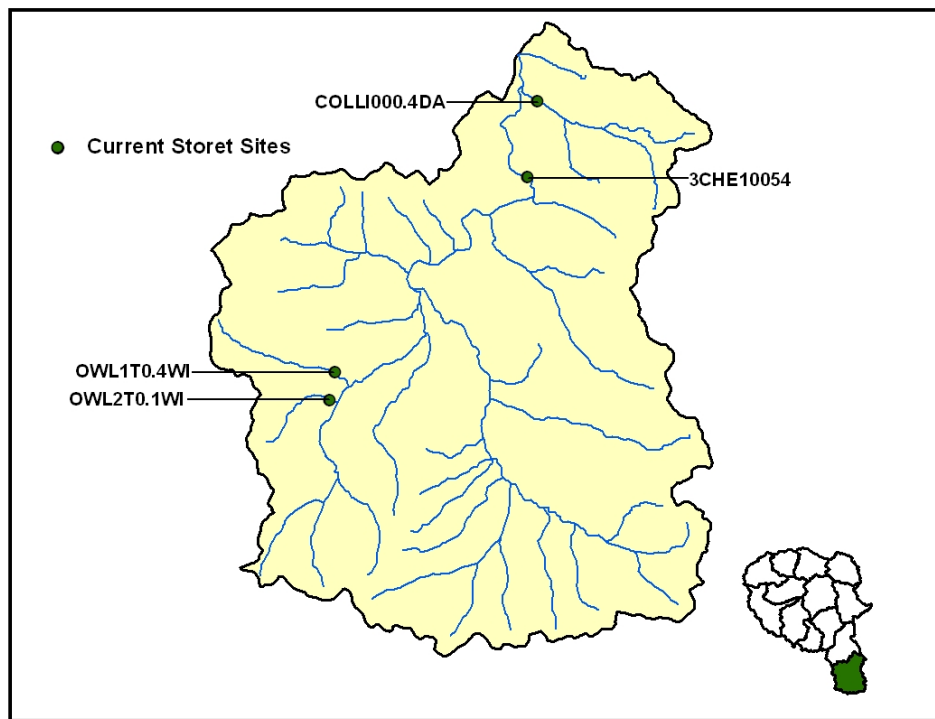 COLLI000.4DA
Current Storet Sites
3CHE10054
OWL1T0.4WI
OWL2T0.1WI